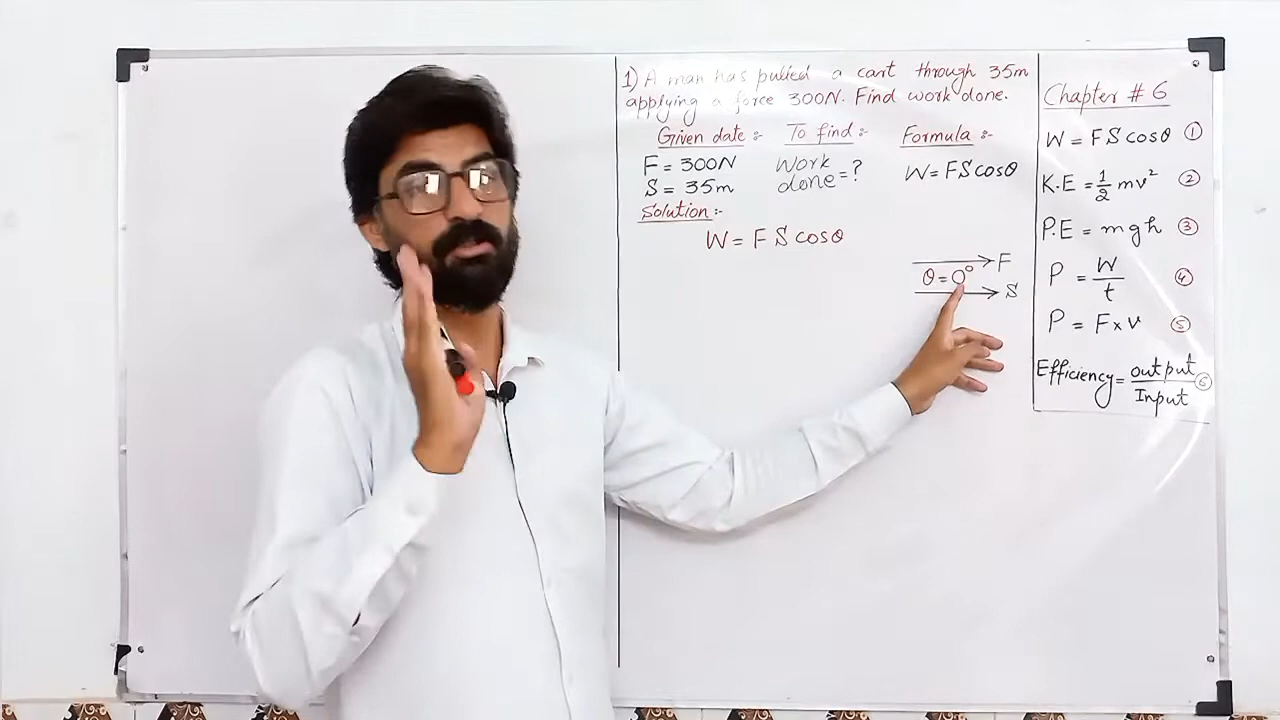 1) A man has pulled a cart through 35m
applying a force 300N. Find work done.
Given date :-
F = 300N
S = 35m
To find :-
Work
done = ?
Formula :-
W = F S cosθ
Solution :-
W = F S cosθ
F
θ = 0°
S
Chapter # 6
W = F S cosθ ①
K.E = 1/2 mv² ②
P.E = mgh ③
P = W/t ④
P = F × v ⑤
Efficiency = output/Input ⑥